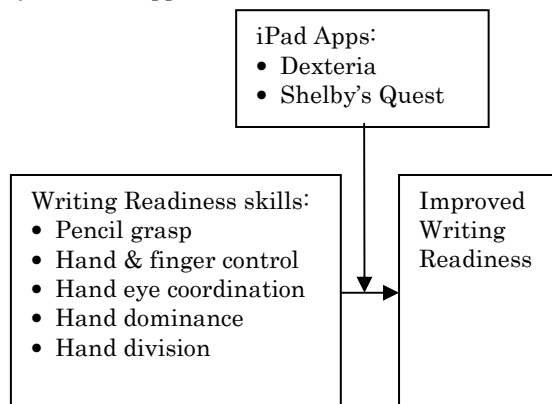 iPad Apps:
• Dexteria
• Shelby’s Quest
Writing Readiness skills:
• Pencil grasp
• Hand & finger control
• Hand eye coordination
• Hand dominance
• Hand division
Improved
Writing
Readiness